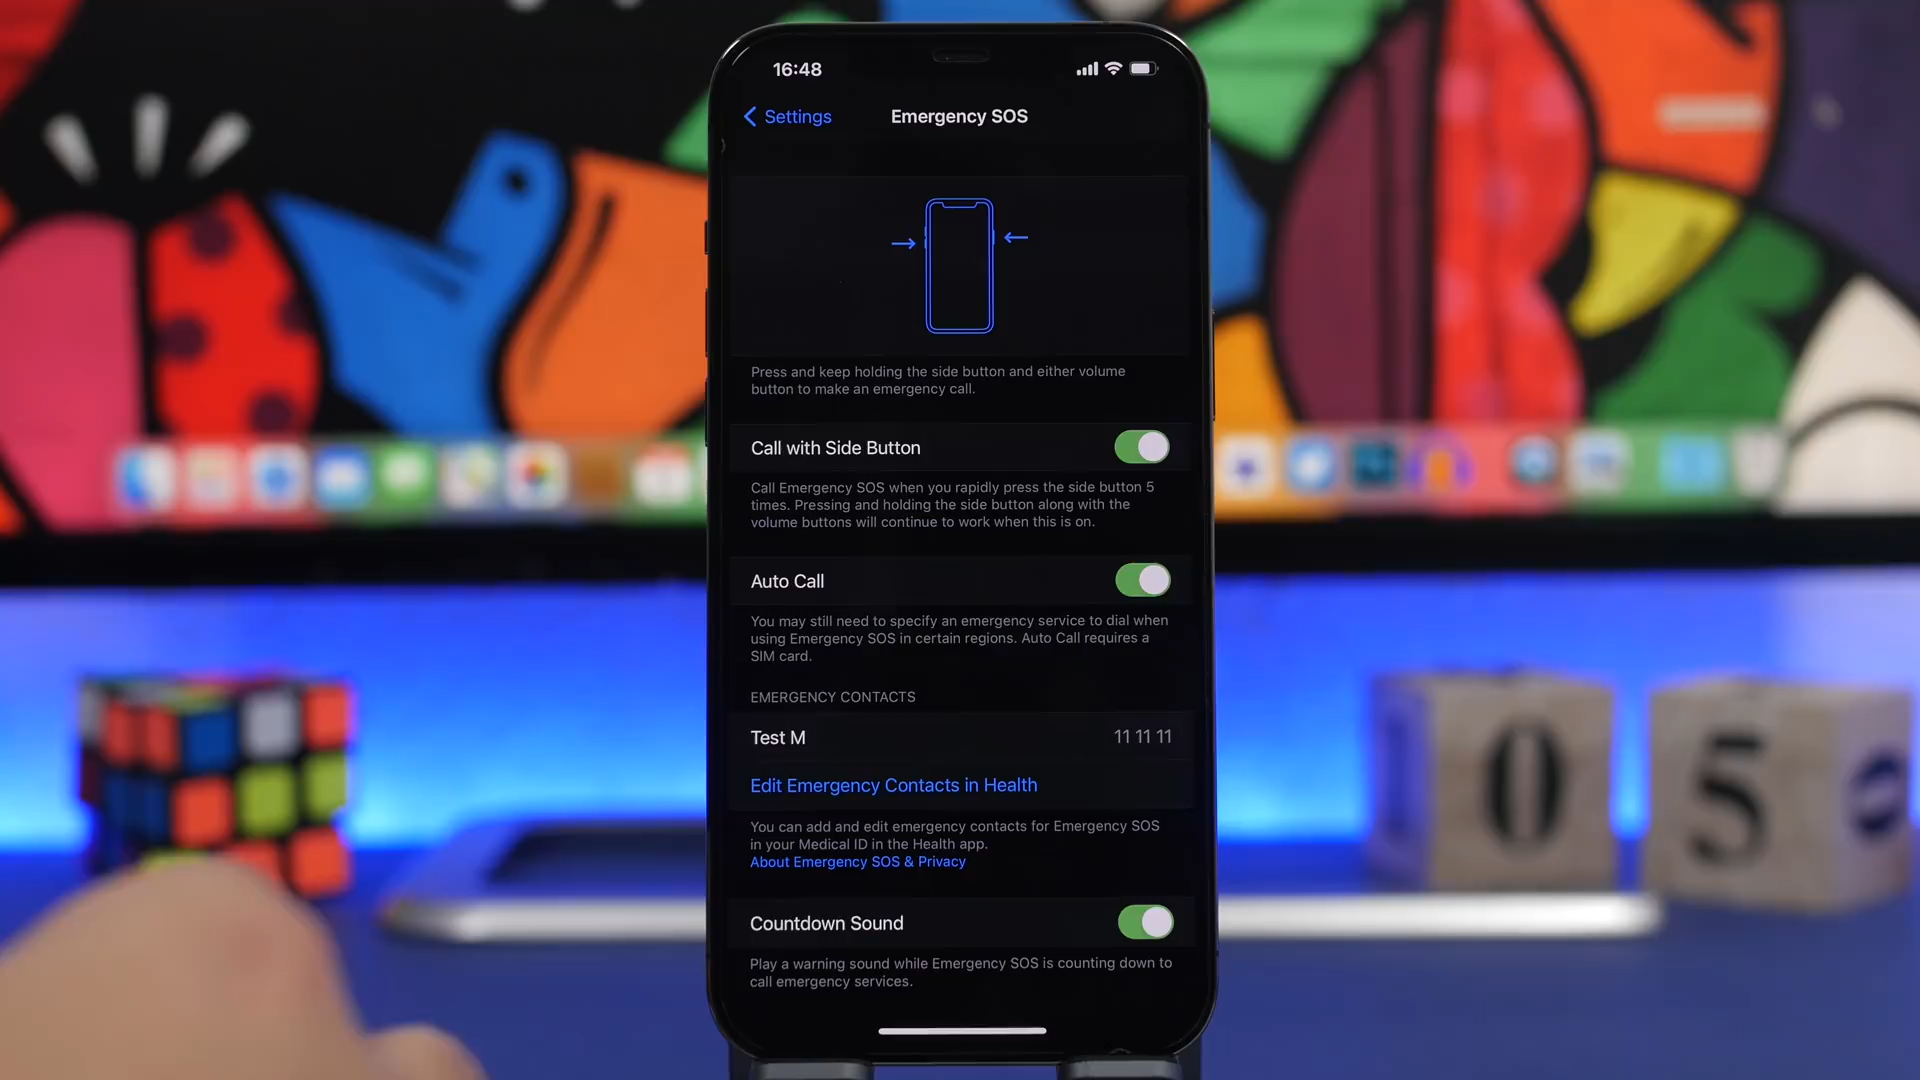 16:48
Settings
Emergency SOS
Press and keep holding the side button and either volume
button to make an emergency call.
Call with Side Button
Call Emergency SOS when you rapidly press the side button 5
times. Pressing and holding the side button along with the
volume buttons will continue to work when this is on.
Auto Call
You may still need to specify an emergency service to dial when
using Emergency SOS in certain regions. Auto Call requires a
SIM card.
EMERGENCY CONTACTS
Test M 11 11 11
Edit Emergency Contacts in Health
You can add and edit emergency contacts for Emergency SOS
in your Medical ID in the Health app.
About Emergency SOS & Privacy
Countdown Sound
Play a warning sound while Emergency SOS is counting down to
call emergency services.
0 5